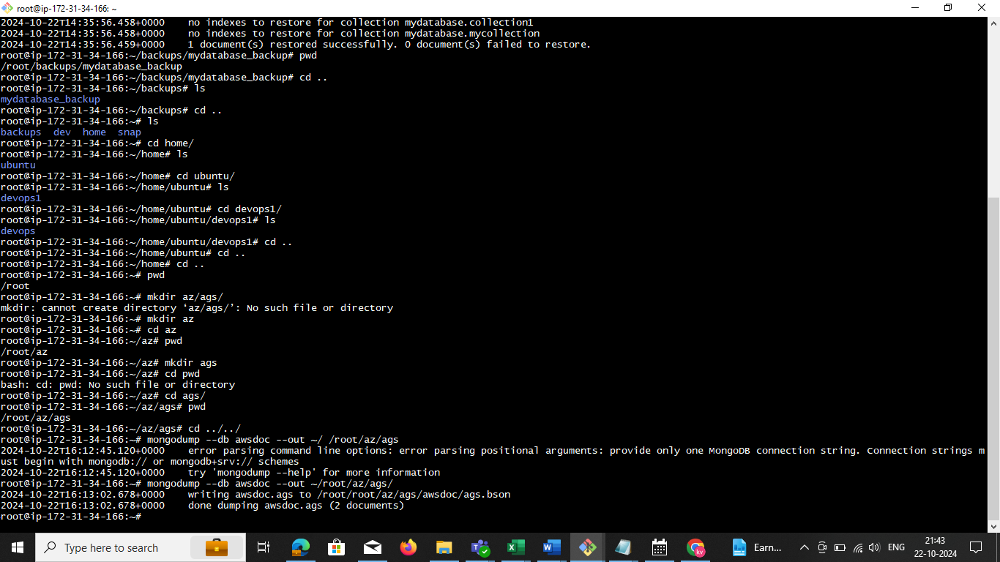 root@ip-172-31-34-166: ~
2024-10-22T14:35:56.458+0000    no indexes to restore for collection mydatabase.collection1
2024-10-22T14:35:56.458+0000    no indexes to restore for collection mydatabase.mycollection
2024-10-22T14:35:56.459+0000    1 document(s) restored successfully. 0 document(s) failed to restore.
root@ip-172-31-34-166:~/backups/mydatabase_backup# pwd
/root/backups/mydatabase_backup
root@ip-172-31-34-166:~/backups/mydatabase_backup# cd ..
root@ip-172-31-34-166:~/backups# ls
mydatabase_backup
root@ip-172-31-34-166:~/backups# cd ..
root@ip-172-31-34-166:~# ls
backups  dev  home  snap
root@ip-172-31-34-166:~# cd home/
root@ip-172-31-34-166:~/home# ls
ubuntu
root@ip-172-31-34-166:~/home# cd ubuntu/
root@ip-172-31-34-166:~/home/ubuntu# ls
devops1
root@ip-172-31-34-166:~/home/ubuntu# cd devops1/
root@ip-172-31-34-166:~/home/ubuntu/devops1# ls
devops
root@ip-172-31-34-166:~/home/ubuntu/devops1# cd ..
root@ip-172-31-34-166:~/home/ubuntu# cd ..
root@ip-172-31-34-166:~/home# cd ..
root@ip-172-31-34-166:~# pwd
/root
root@ip-172-31-34-166:~# mkdir az/ags/
mkdir: cannot create directory ‘az/ags/’: No such file or directory
root@ip-172-31-34-166:~# mkdir az
root@ip-172-31-34-166:~# cd az
root@ip-172-31-34-166:~/az# pwd
/root/az
root@ip-172-31-34-166:~/az# mkdir ags
root@ip-172-31-34-166:~/az# cd pwd
bash: cd: pwd: No such file or directory
root@ip-172-31-34-166:~/az# cd ags/
root@ip-172-31-34-166:~/az/ags# pwd
/root/az/ags
root@ip-172-31-34-166:~/az/ags# cd ../../
root@ip-172-31-34-166:~# mongodump --db awsdoc --out ~/ /root/az/ags
2024-10-22T16:12:45.120+0000    error parsing command line options: error parsing positional arguments: provide only one MongoDB connection string. Connection strings m
ust begin with mongodb:// or mongodb+srv:// schemes
2024-10-22T16:12:45.120+0000    try 'mongodump --help' for more information
root@ip-172-31-34-166:~# mongodump --db awsdoc --out ~/root/az/ags/
2024-10-22T16:13:02.678+0000    writing awsdoc.ags to /root/root/az/ags/awsdoc/ags.bson
2024-10-22T16:13:02.678+0000    done dumping awsdoc.ags (2 documents)
root@ip-172-31-34-166:~#
Type here to search
Earn...
ENG
21:43
22-10-2024